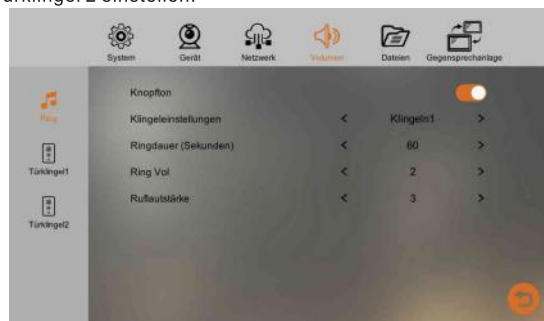 Türklingel 2 einstellen.
System Gerät Netzwerk Volumen Dateien Gegensprechanlage
Ring
Türklingel1
Türklingel2
Knopfton
Klingeleinstellungen < Klingeln1 >
Ringdauer (Sekunden) < 60 >
Ring Vol < 2 >
Ruflautstärke < 3 >